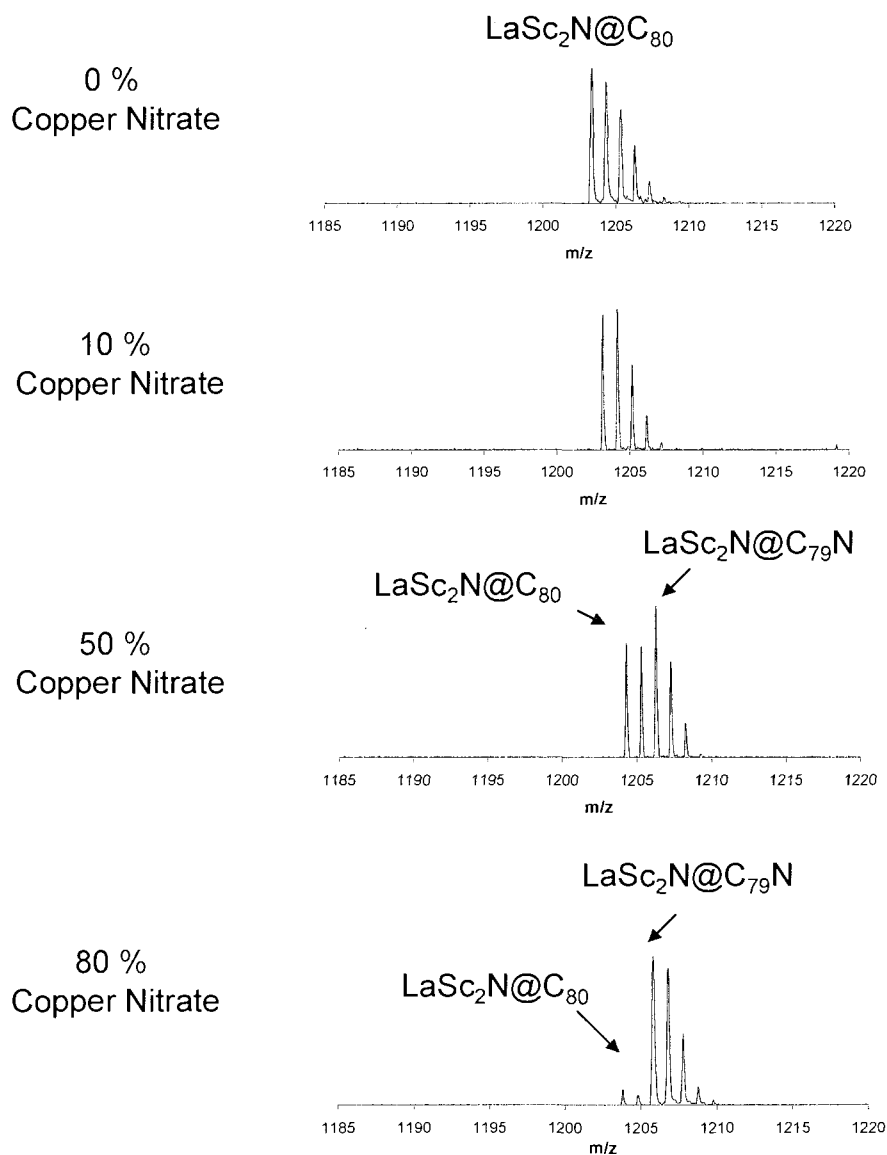 LaSc₂N@C₈₀
0 %
Copper Nitrate
1185 1190 1195 1200 1205 1210 1215 1220
m/z
10 %
Copper Nitrate
1185 1190 1195 1200 1205 1210 1215 1220
m/z
LaSc₂N@C₇₉N
LaSc₂N@C₈₀
50 %
Copper Nitrate
1185 1190 1195 1200 1205 1210 1215 1220
m/z
LaSc₂N@C₇₉N
80 %
Copper Nitrate
LaSc₂N@C₈₀
1185 1190 1195 1200 1205 1210 1215 1220
m/z